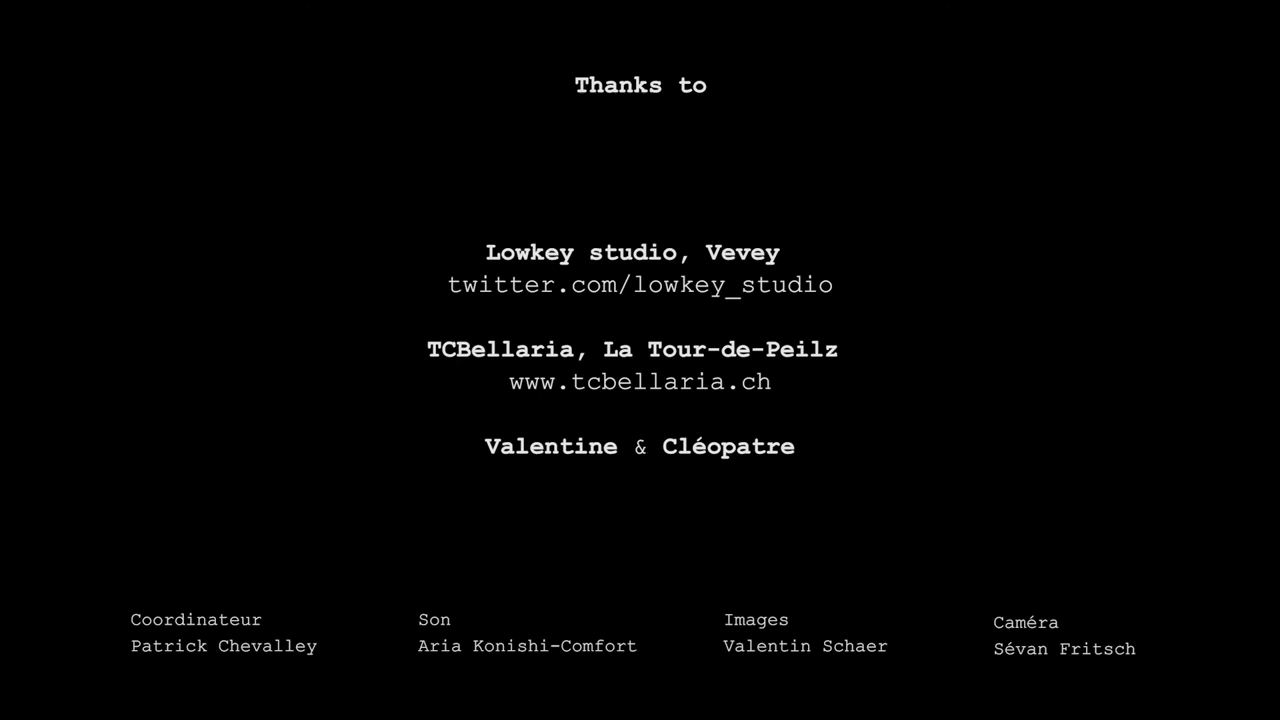 Thanks to
Lowkey studio, Vevey
twitter.com/lowkey_studio
TCBellaria, La Tour-de-Peilz
www.tcbellaria.ch
Valentine & Cléopatre
Coordinateur
Patrick Chevalley
Son
Aria Konishi-Comfort
Images
Valentin Schaer
Caméra
Sévan Fritsch